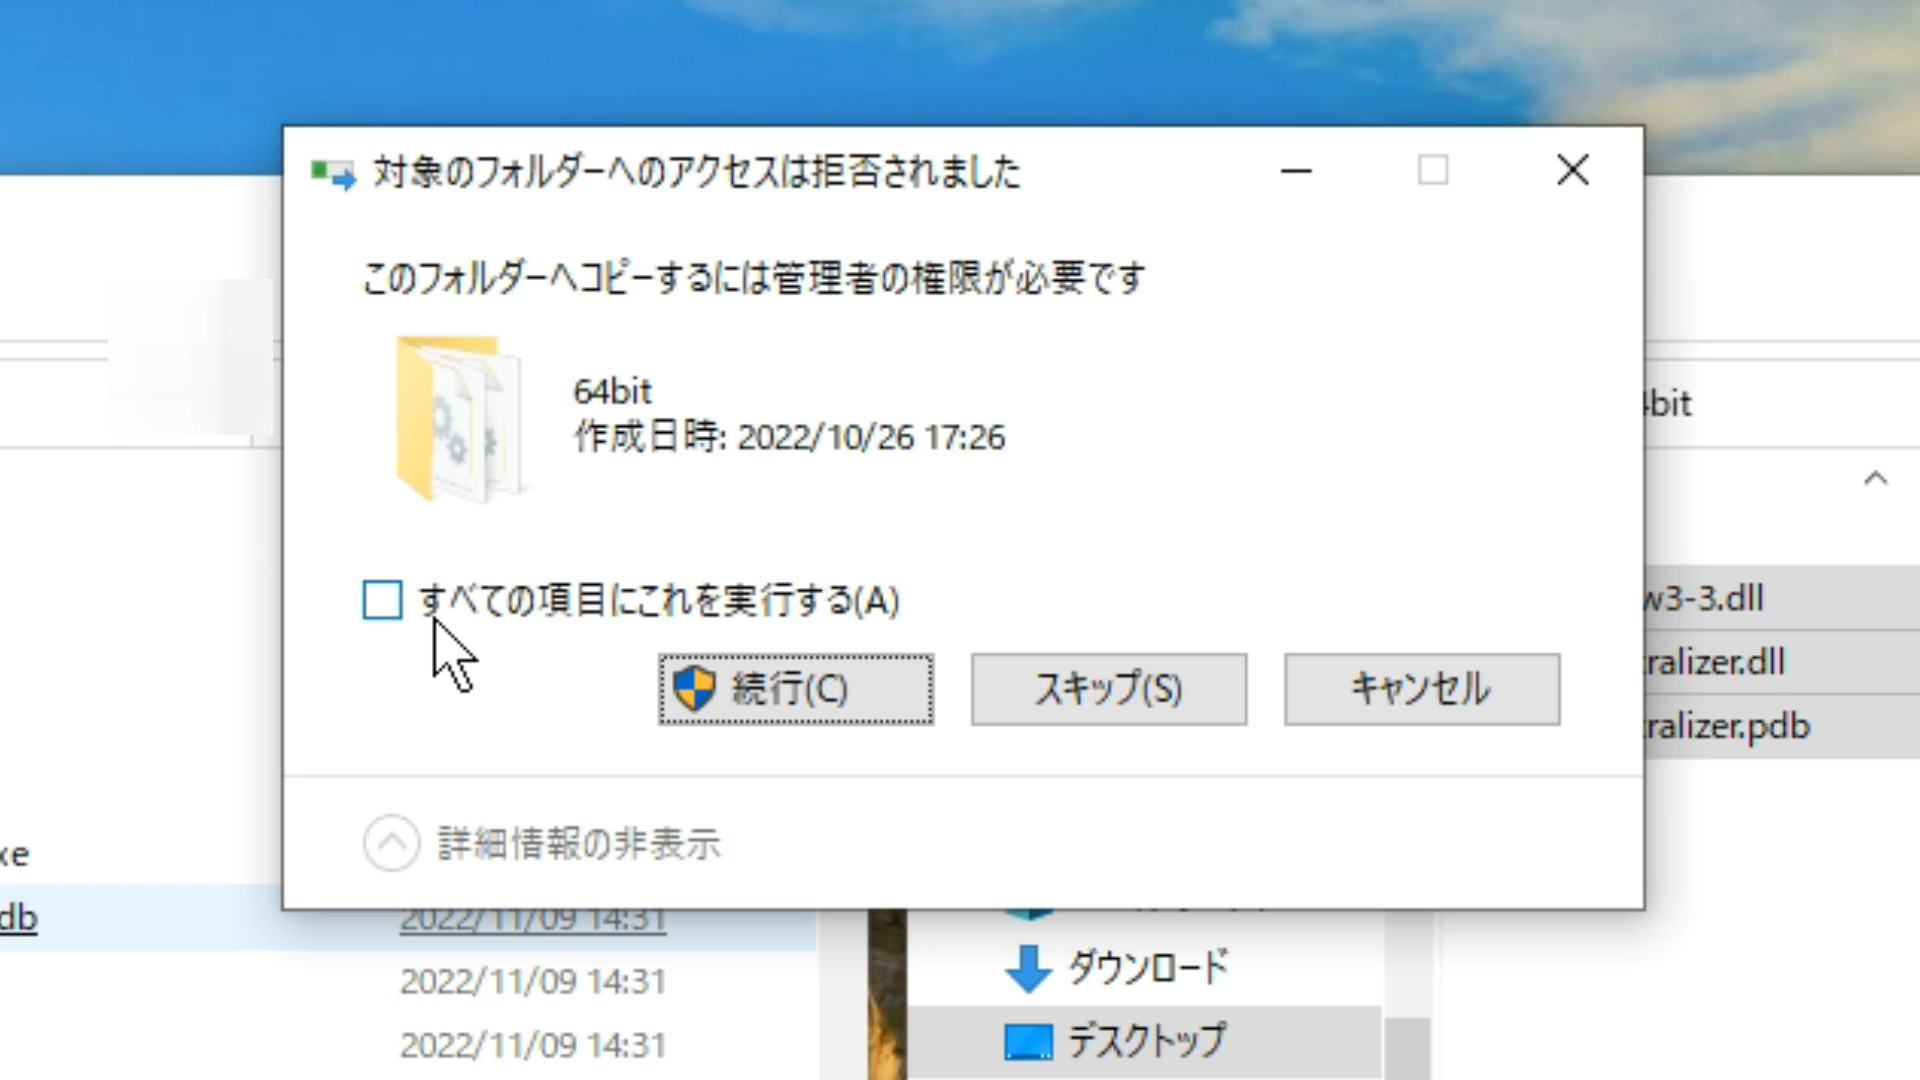 対象のフォルダーへのアクセスは拒否されました
このフォルダーへコピーするには管理者の権限が必要です
64bit
作成日時: 2022/10/26 17:26
すべての項目にこれを実行する(A)
続行(C)
スキップ(S)
キャンセル
詳細情報の非表示
bit
w3-3.dll
ralizer.dll
ralizer.pdb
xe
db
2022/11/09 14:31
2022/11/09 14:31
2022/11/09 14:31
ダウンロード
デスクトップ